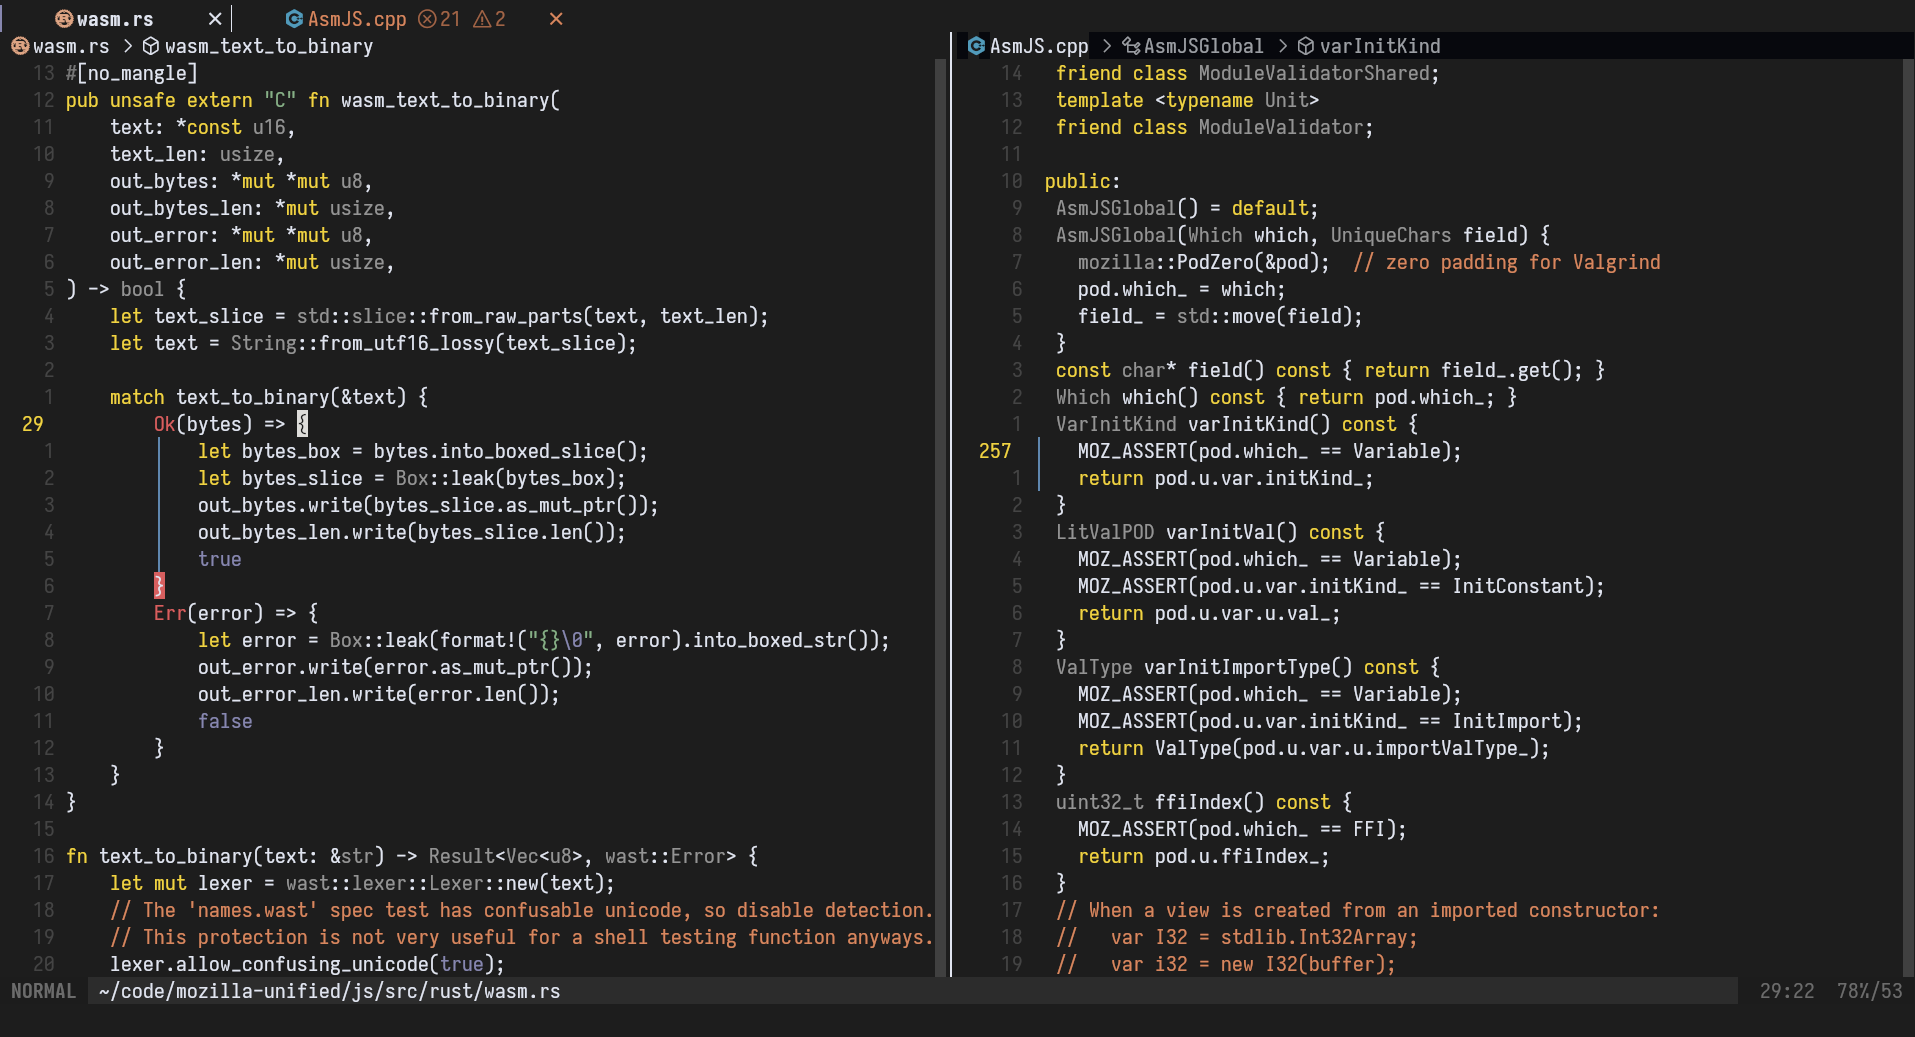 wasm.rs AsmJS.cpp 21 2
wasm.rs > wasm_text_to_binary
13 #[no_mangle]
12 pub unsafe extern "C" fn wasm_text_to_binary(
11     text: *const u16,
10     text_len: usize,
9     out_bytes: *mut *mut u8,
8     out_bytes_len: *mut usize,
7     out_error: *mut *mut u8,
6     out_error_len: *mut usize,
5 ) -> bool {
4     let text_slice = std::slice::from_raw_parts(text, text_len);
3     let text = String::from_utf16_lossy(text_slice);
2
1     match text_to_binary(&text) {
29         Ok(bytes) => {
1             let bytes_box = bytes.into_boxed_slice();
2             let bytes_slice = Box::leak(bytes_box);
3             out_bytes.write(bytes_slice.as_mut_ptr());
4             out_bytes_len.write(bytes_slice.len());
5             true
6         }
7         Err(error) => {
8             let error = Box::leak(format!("{}\0", error).into_boxed_str());
9             out_error.write(error.as_mut_ptr());
10             out_error_len.write(error.len());
11             false
12         }
13     }
14 }
15
16 fn text_to_binary(text: &str) -> Result<Vec<u8>, wast::Error> {
17     let mut lexer = wast::lexer::Lexer::new(text);
18     // The 'names.wast' spec test has confusable unicode, so disable detection.
19     // This protection is not very useful for a shell testing function anyways.
20     lexer.allow_confusing_unicode(true);
AsmJS.cpp > AsmJSGlobal > varInitKind
14  friend class ModuleValidatorShared;
13  template <typename Unit>
12  friend class ModuleValidator;
11
10 public:
9  AsmJSGlobal() = default;
8  AsmJSGlobal(Which which, UniqueChars field) {
7    mozilla::PodZero(&pod);  // zero padding for Valgrind
6    pod.which_ = which;
5    field_ = std::move(field);
4  }
3  const char* field() const { return field_.get(); }
2  Which which() const { return pod.which_; }
1  VarInitKind varInitKind() const {
257    MOZ_ASSERT(pod.which_ == Variable);
1    return pod.u.var.initKind_;
2  }
3  LitValPOD varInitVal() const {
4    MOZ_ASSERT(pod.which_ == Variable);
5    MOZ_ASSERT(pod.u.var.initKind_ == InitConstant);
6    return pod.u.var.u.val_;
7  }
8  ValType varInitImportType() const {
9    MOZ_ASSERT(pod.which_ == Variable);
10    MOZ_ASSERT(pod.u.var.initKind_ == InitImport);
11    return ValType(pod.u.var.u.importValType_);
12  }
13  uint32_t ffiIndex() const {
14    MOZ_ASSERT(pod.which_ == FFI);
15    return pod.u.ffiIndex_;
16  }
17  // When a view is created from an imported constructor:
18  //   var I32 = stdlib.Int32Array;
19  //   var i32 = new I32(buffer);
NORMAL ~/code/mozilla-unified/js/src/rust/wasm.rs 29:22 78%/53